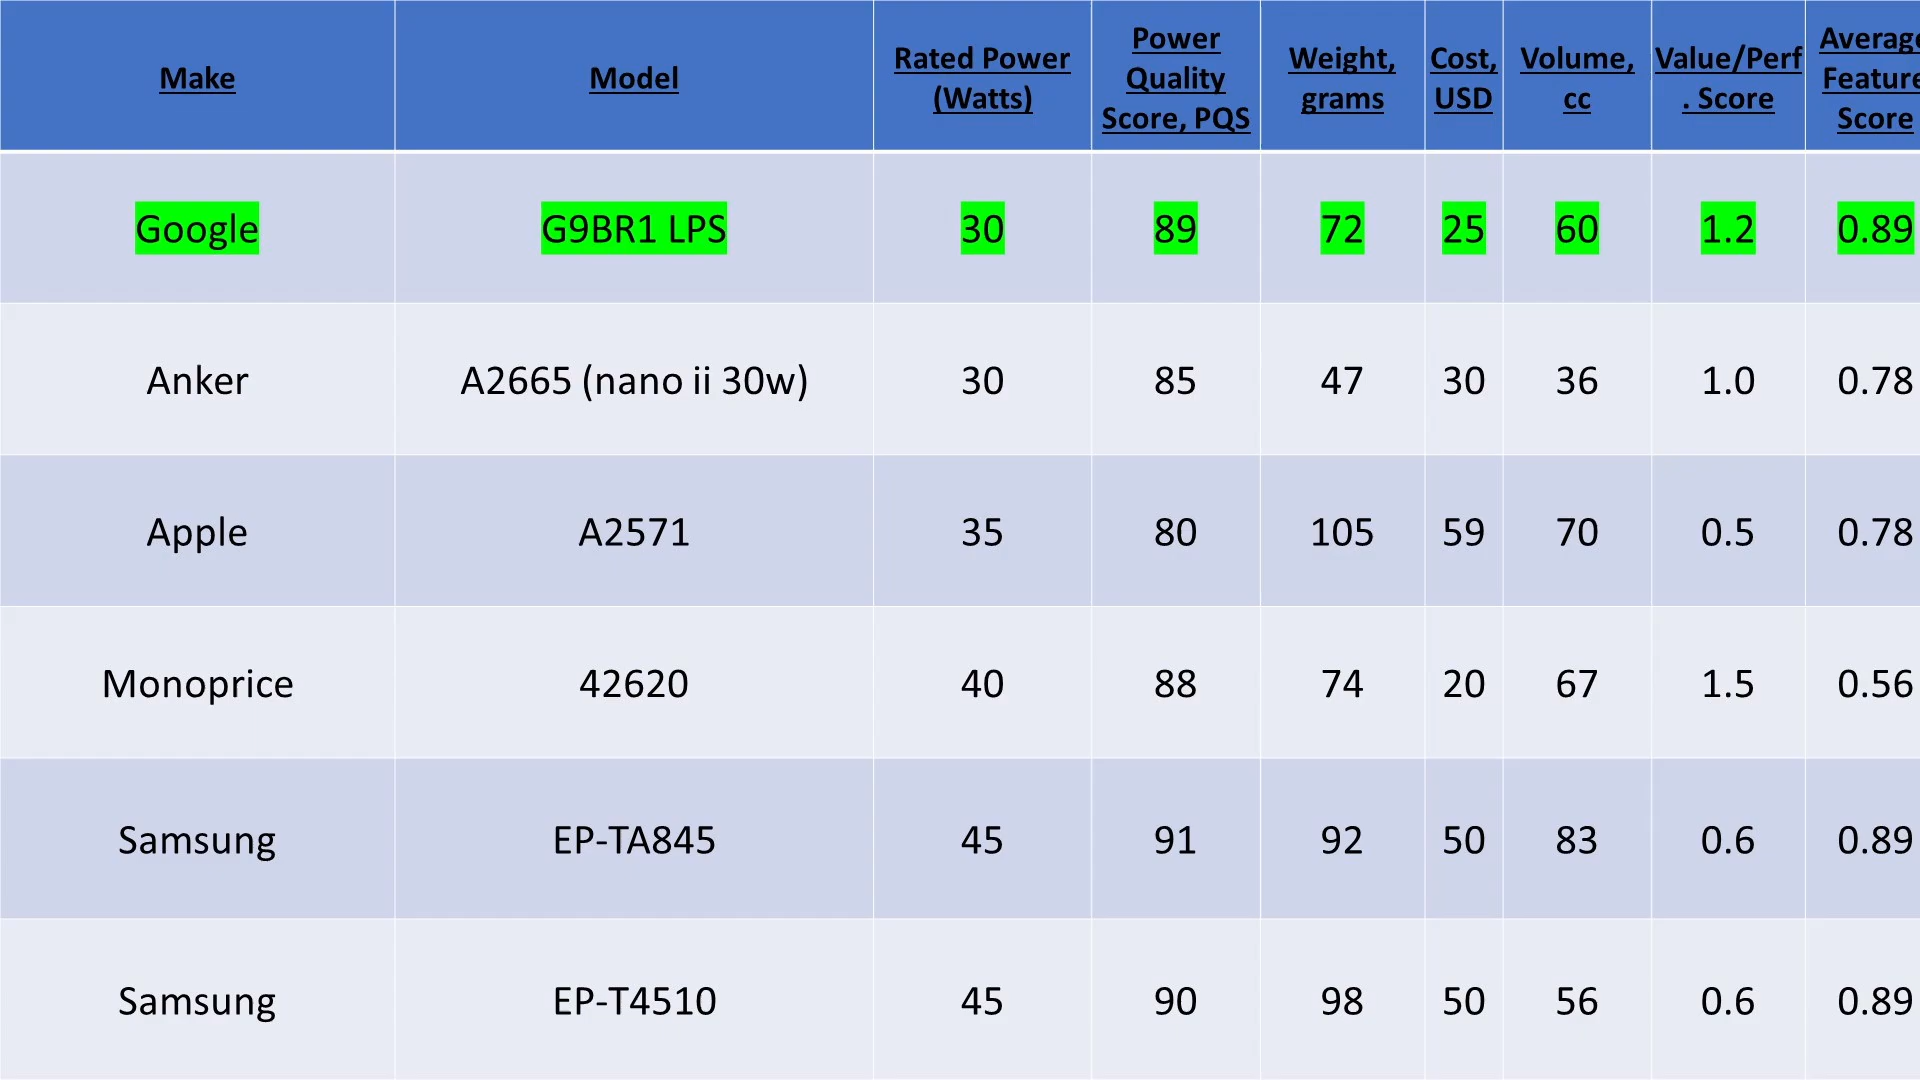 Make Model Rated Power (Watts) Power Quality Score, PQS Weight, grams Cost, USD Volume, cc Value/Perf. Score Average Feature Score
Google G9BR1 LPS 30 89 72 25 60 1.2 0.89
Anker A2665 (nano ii 30w) 30 85 47 30 36 1.0 0.78
Apple A2571 35 80 105 59 70 0.5 0.78
Monoprice 42620 40 88 74 20 67 1.5 0.56
Samsung EP-TA845 45 91 92 50 83 0.6 0.89
Samsung EP-T4510 45 90 98 50 56 0.6 0.89